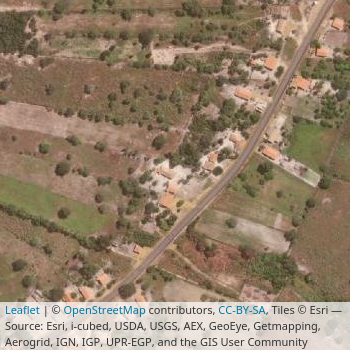 Leaflet | © OpenStreetMap contributors, CC-BY-SA, Tiles © Esri —
Source: Esri, i-cubed, USDA, USGS, AEX, GeoEye, Getmapping,
Aerogrid, IGN, IGP, UPR-EGP, and the GIS User Community